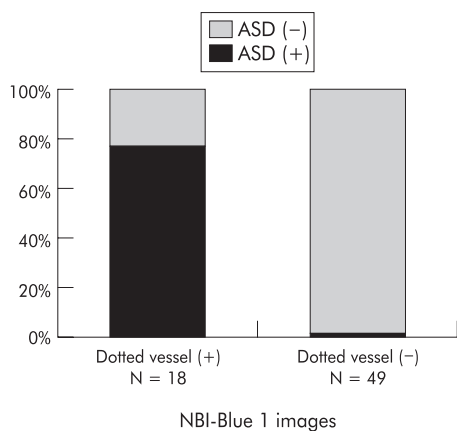 ASD (−)
ASD (+)
100%
80%
60%
40%
20%
0%
Dotted vessel (+)
N = 18
Dotted vessel (−)
N = 49
NBI-Blue 1 images